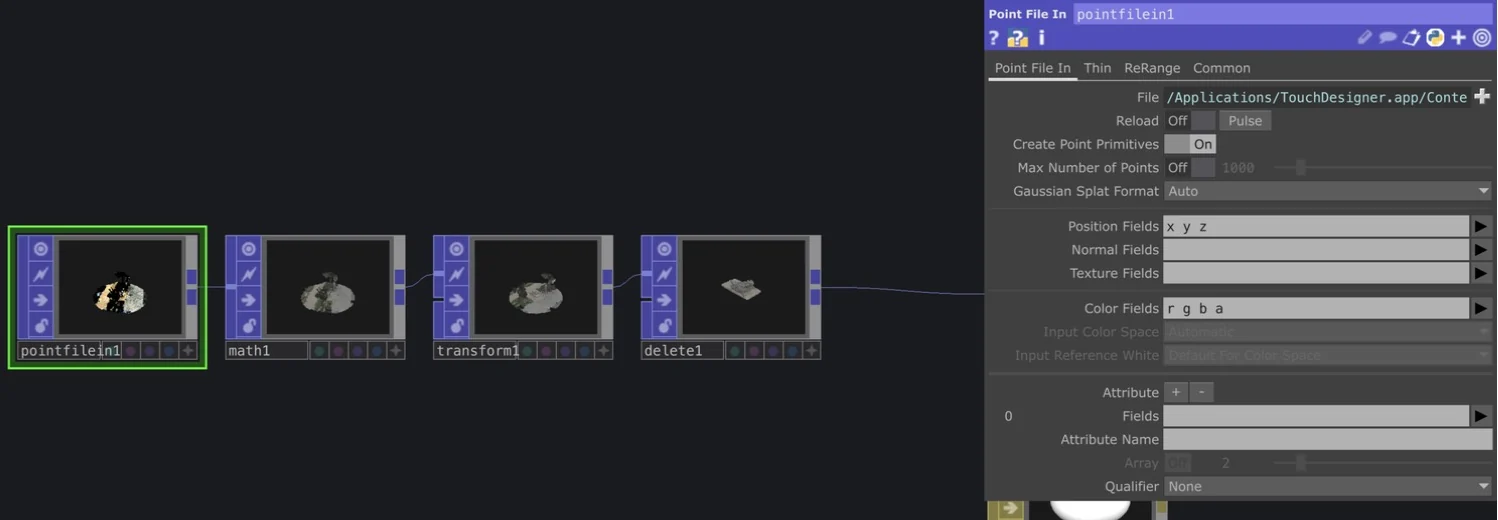 Point File In pointfilein1
? ? i
Point File In Thin ReRange Common
File /Applications/TouchDesigner.app/Conte
Reload Off Pulse
Create Point Primitives On
Max Number of Points Off 1000
Gaussian Splat Format Auto
Position Fields x y z
Normal Fields
Texture Fields
Color Fields r g b a
Input Color Space Automatic
Input Reference White Default For Color Space
Attribute + -
0 Fields
Attribute Name
Array Off 2
Qualifier None
pointfilein1
math1
transform1
delete1